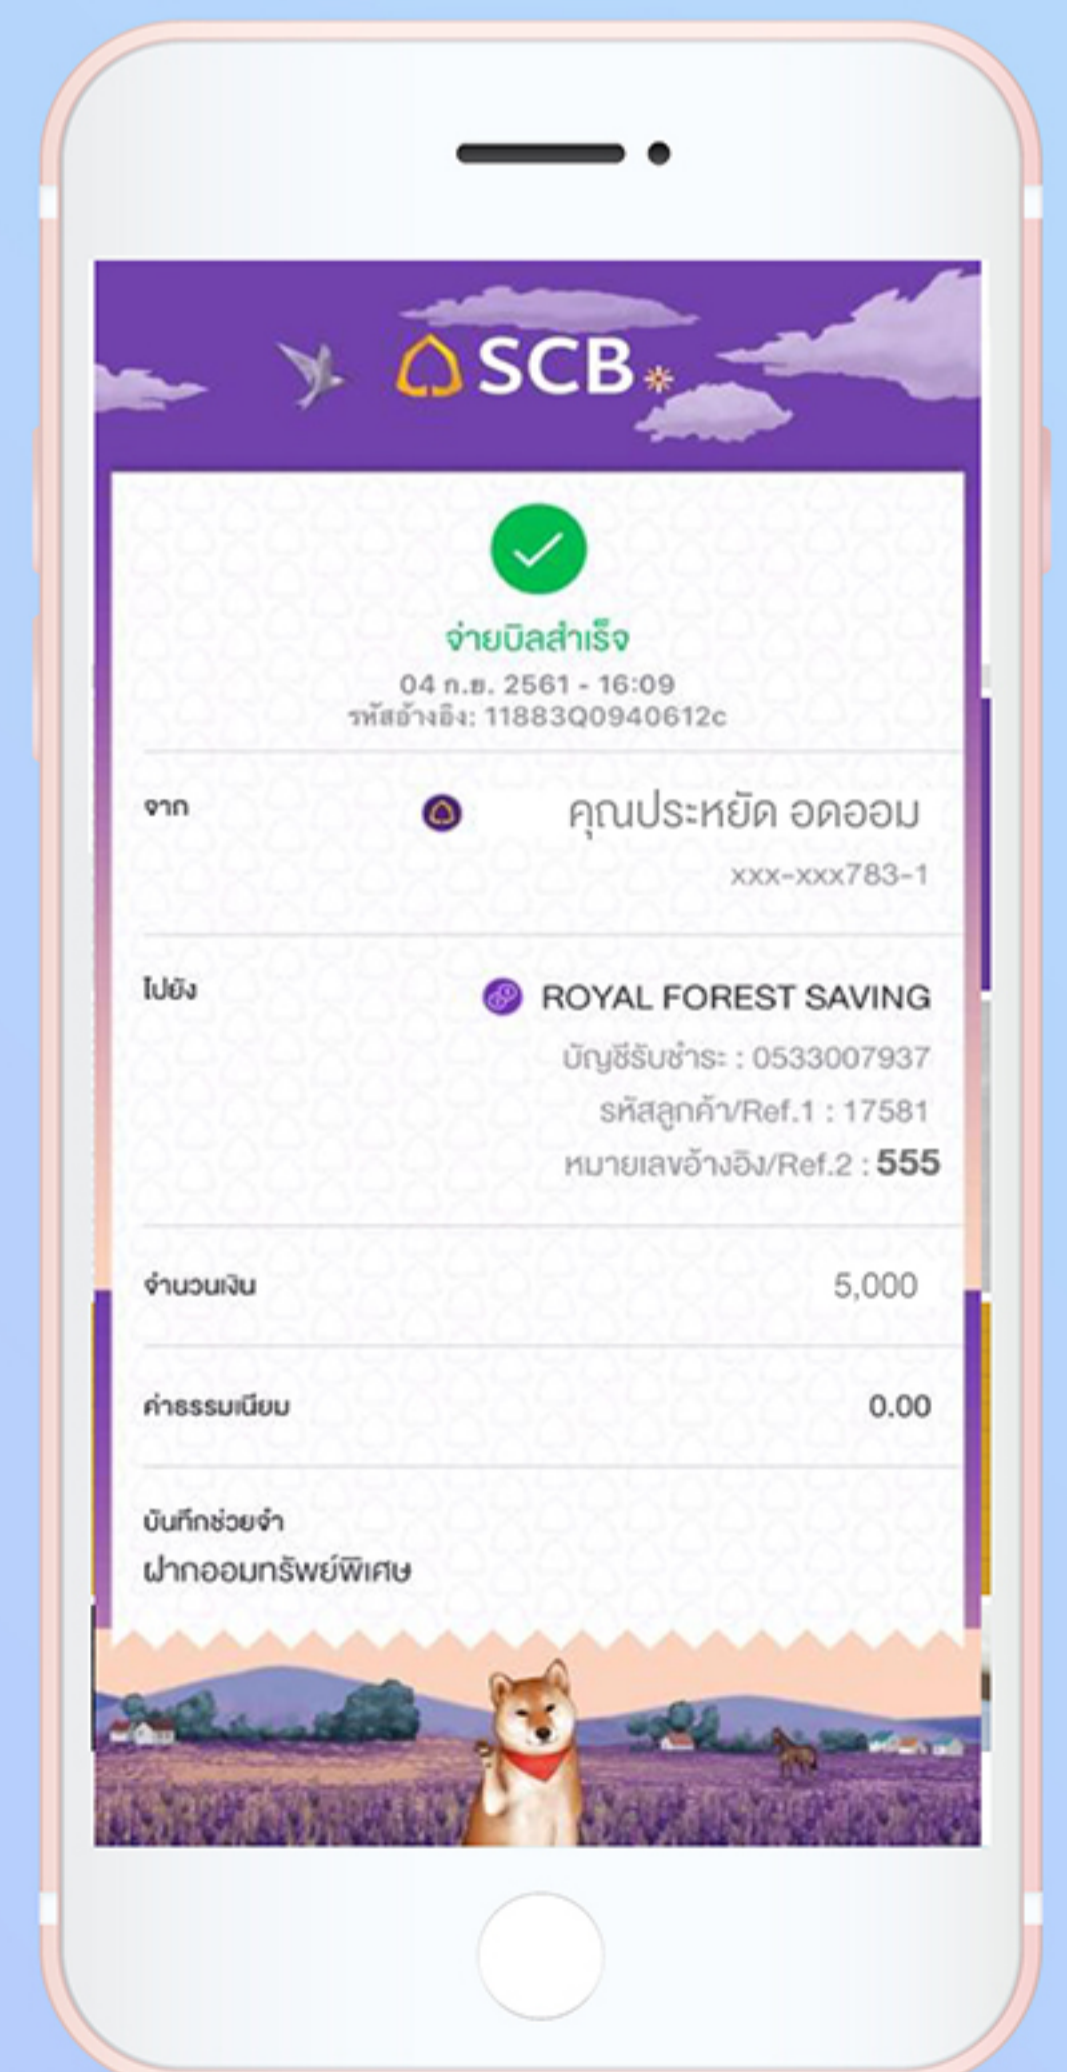 SCB
จ่ายบิลสำเร็จ
04 ก.ย. 2561 - 16:09
รหัสอ้างอิง: 11883Q0940612c
จาก คุณประหยัด อดออม
xxx-xxx783-1
ไปยัง ROYAL FOREST SAVING
บัญชีรับชำระ : 0533007937
รหัสลูกค้า/Ref.1 : 17581
หมายเลขอ้างอิง/Ref.2 : 555
จำนวนเงิน 5,000
ค่าธรรมเนียม 0.00
บันทึกช่วยจำ
ฝากออมทรัพย์พิเศษ